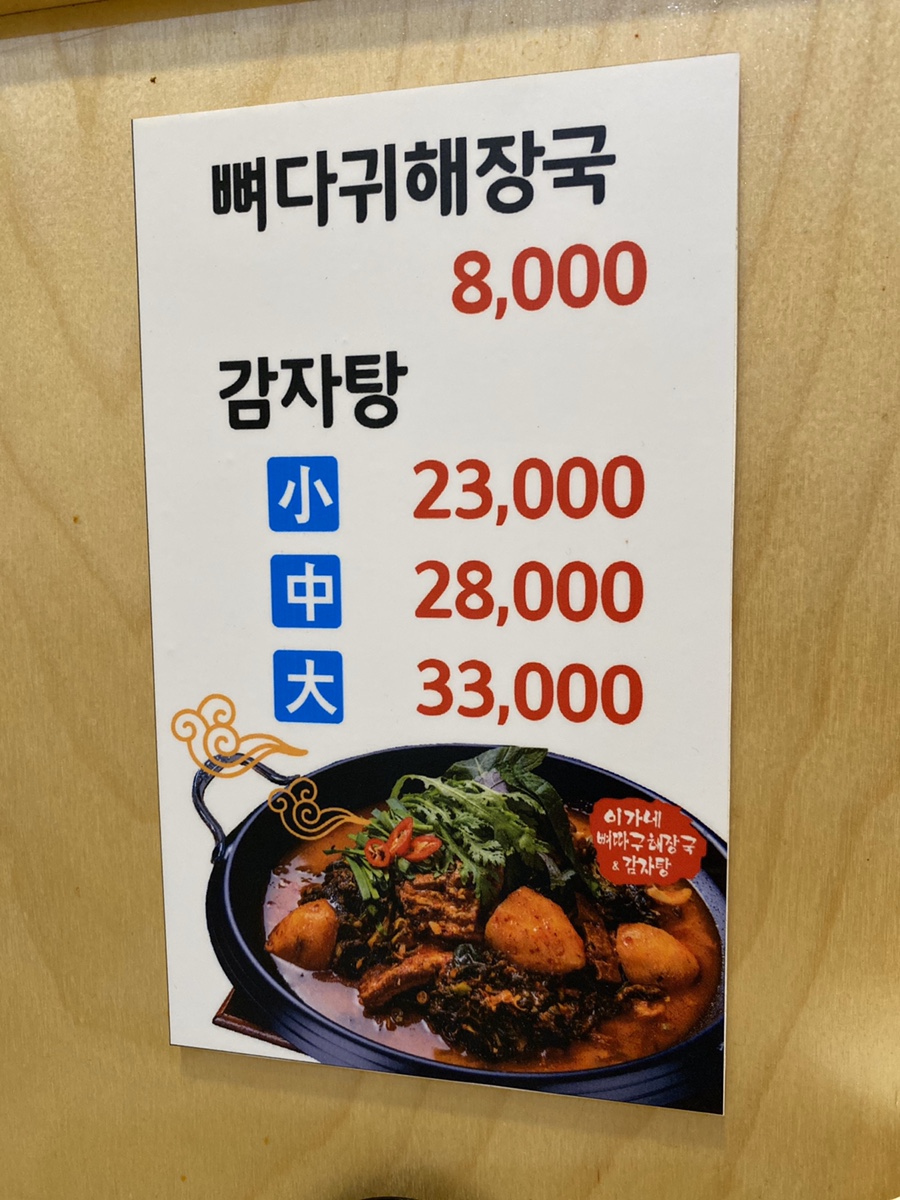 뼈다귀해장국
8,000
감자탕
小 23,000
中 28,000
大 33,000
이가네
뼈따구해장국
& 감자탕